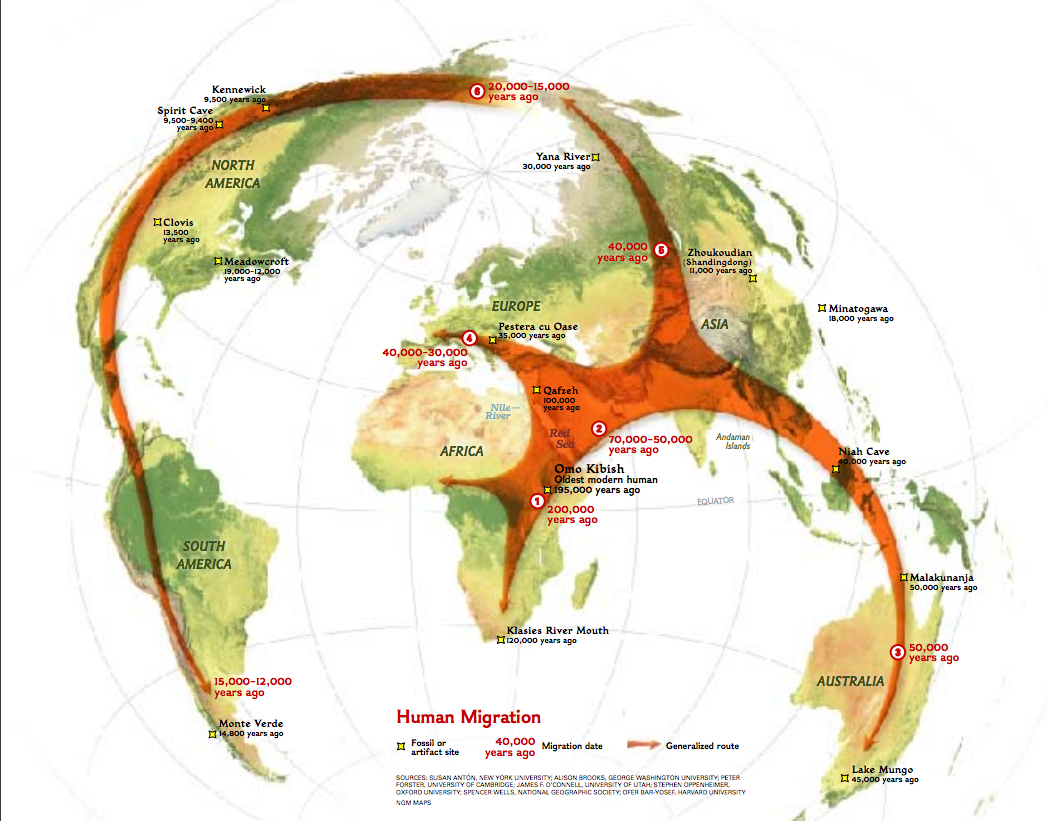 6
20,000–15,000
years ago
Kennewick
9,500 years ago
Spirit Cave
9,500–9,400
years ago
NORTH
AMERICA
Yana River
30,000 years ago
Clovis
13,500
years ago
Meadowcroft
19,000–12,000
years ago
5
40,000
years ago
Zhoukoudian
(Shandingdong)
11,000 years ago
EUROPE
Minatogawa
18,000 years ago
ASIA
Pestera cu Oase
35,000 years ago
4
40,000–30,000
years ago
Qafzeh
100,000
years ago
Nile
River
Red
Sea
2
70,000–50,000
years ago
Andaman
Islands
AFRICA
Niah Cave
40,000 years ago
Omo Kibish
Oldest modern human
195,000 years ago
1
200,000
years ago
EQUATOR
SOUTH
AMERICA
Malakunanja
50,000 years ago
Klasies River Mouth
120,000 years ago
3
50,000
years ago
AUSTRALIA
15,000–12,000
years ago
Monte Verde
14,800 years ago
Lake Mungo
45,000 years ago
Human Migration
Fossil or
artifact site
40,000
years ago
Migration date
Generalized route
SOURCES: SUSAN ANTÓN, NEW YORK UNIVERSITY; ALISON BROOKS, GEORGE WASHINGTON UNIVERSITY; PETER
FORSTER, UNIVERSITY OF CAMBRIDGE; JAMES F. O'CONNELL, UNIVERSITY OF UTAH; STEPHEN OPPENHEIMER,
OXFORD UNIVERSITY; SPENCER WELLS, NATIONAL GEOGRAPHIC SOCIETY; OFER BAR-YOSEF, HARVARD UNIVERSITY
NGM MAPS